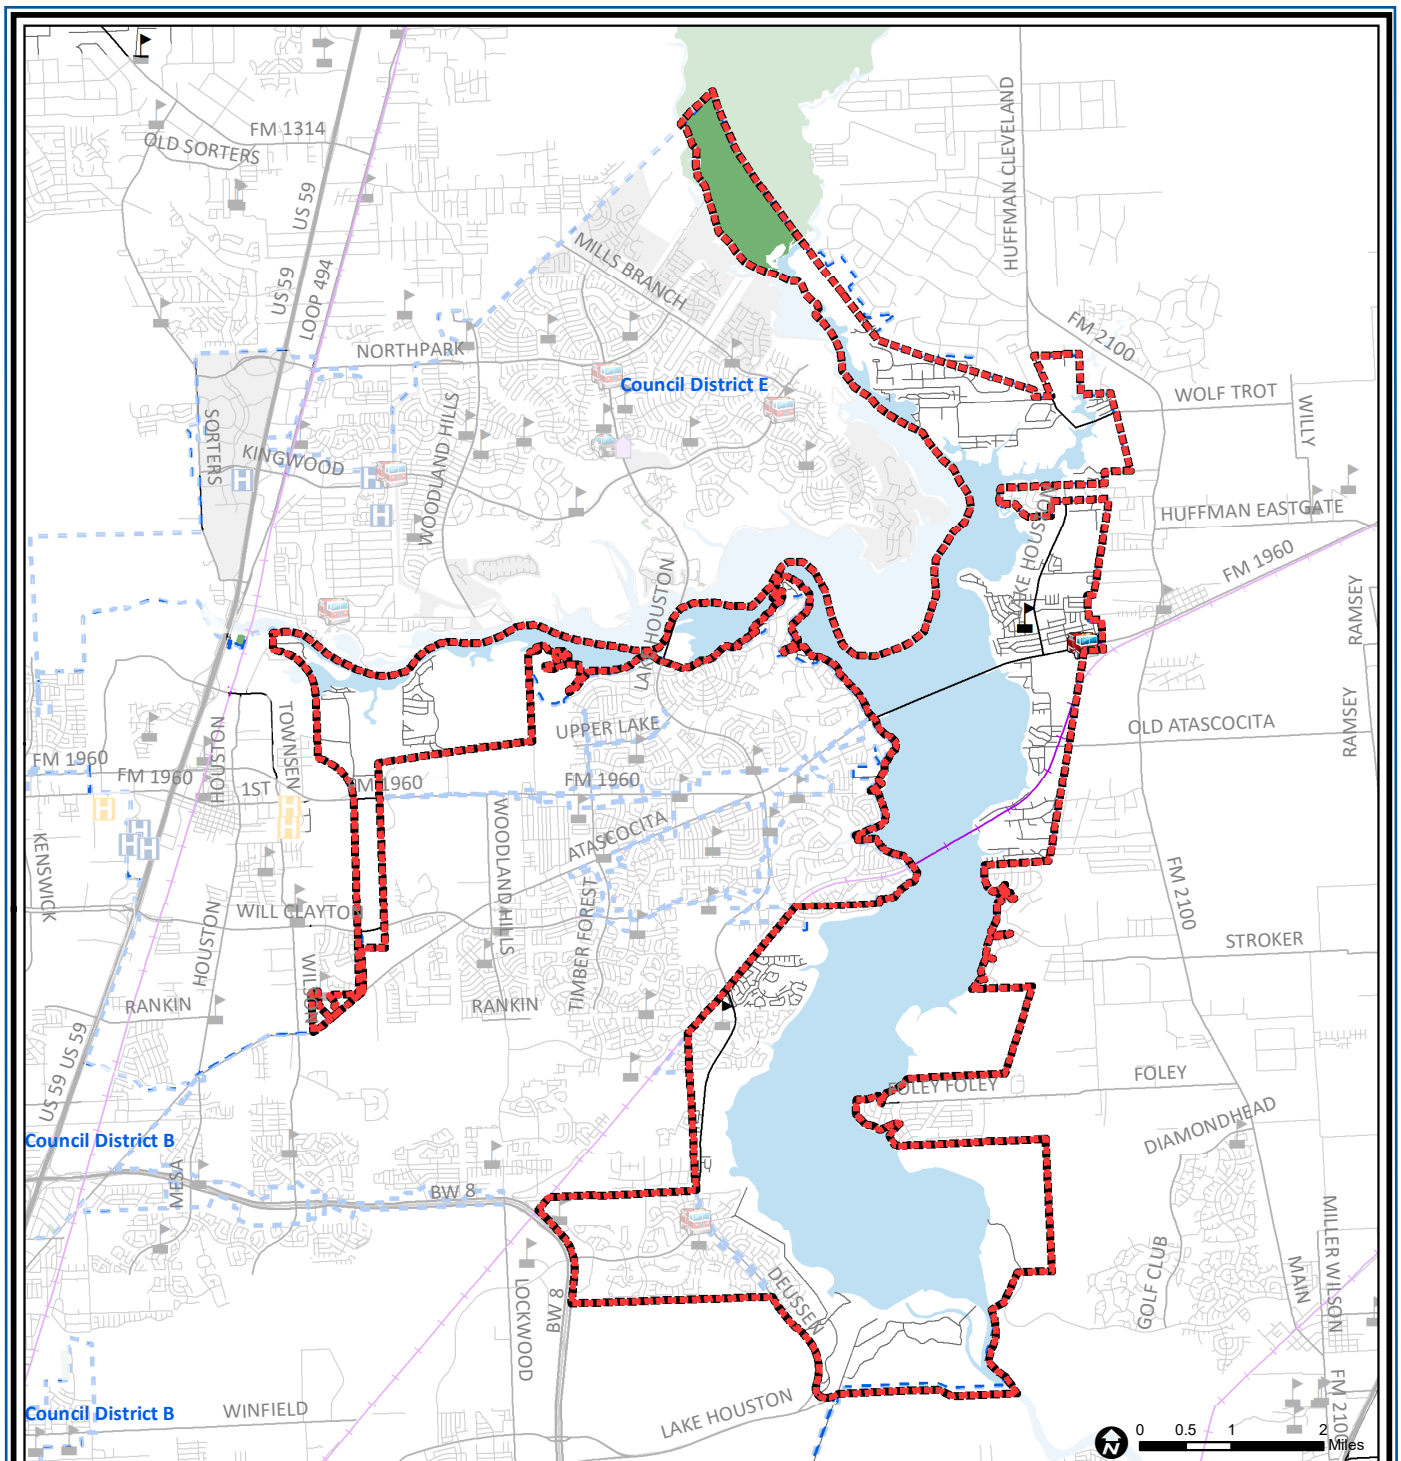 FM 1314
OLD SORTERS
US 59
HUFFMAN CLEVELAND
US 59
LOOP 494
MILLS BRANCH
FM 2100
NORTHPARK
Council District E
WOLF TROT
WILLY
SORTERS
WOODLAND HILLS
KINGWOOD
HUFFMAN EASTGATE
FM 1960
LAKE HOUSTON
RAMSEY
UPPER LAKE
OLD ATASCOCITA
RAMSEY
TOWNSEN
HOUSTON
FM 1960
FM 1960
1ST
FM 1960
ATASCOCITA
WOODLAND HILLS
KENSWICK
FM 2100
WILL CLAYTON
TIMBER FOREST
HOUSTON
STROKER
RANKIN
RANKIN
US 59
US 59
FOLEY FOLEY
FOLEY
DIAMONDHEAD
Council District B
MESA
BW 8
MILLER WILSON
GOLF CLUB
MAIN
DEUSSEN
LOCKWOOD
BW 8
Council District B
WINFIELD
LAKE HOUSTON
FM 2100
N
0 0.5 1 2
Miles